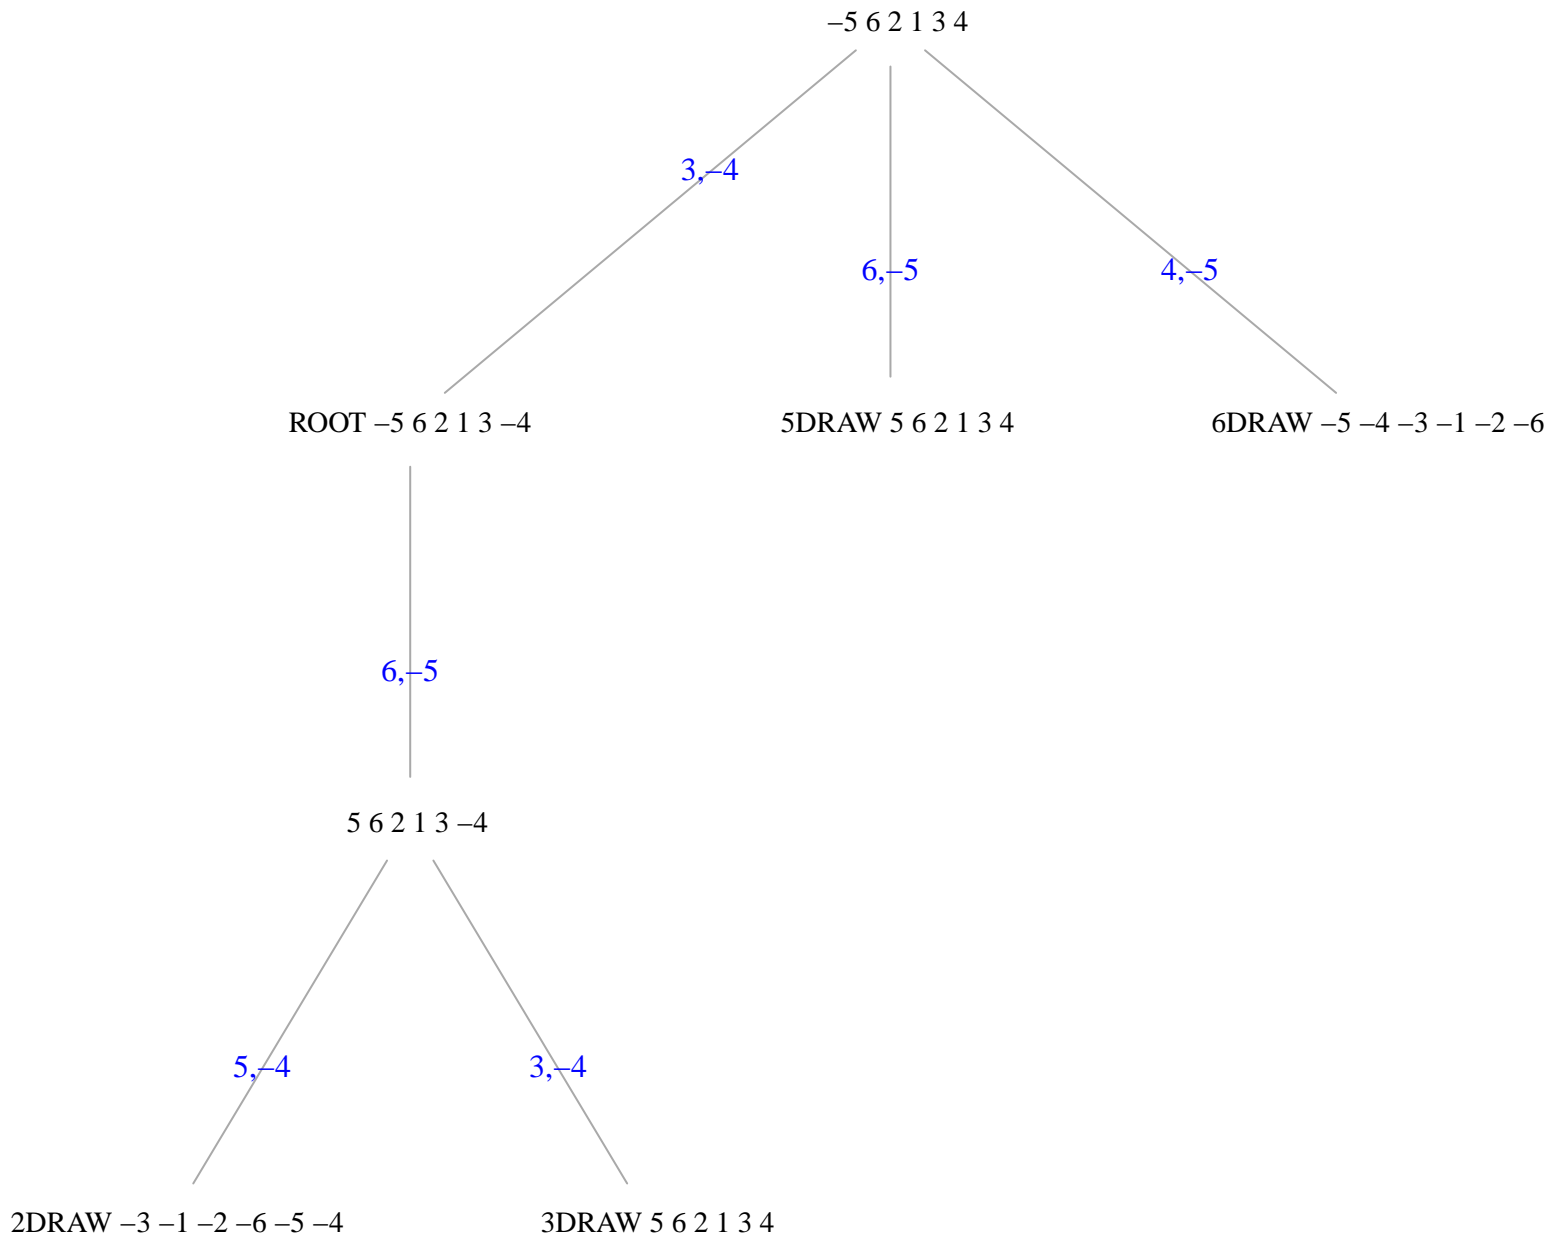 –5 6 2 1 3 4
3,–4
6,–5
4,–5
ROOT –5 6 2 1 3 –4
5DRAW 5 6 2 1 3 4
6DRAW –5 –4 –3 –1 –2 –6
6,–5
5 6 2 1 3 –4
5,–4
3,–4
2DRAW –3 –1 –2 –6 –5 –4
3DRAW 5 6 2 1 3 4